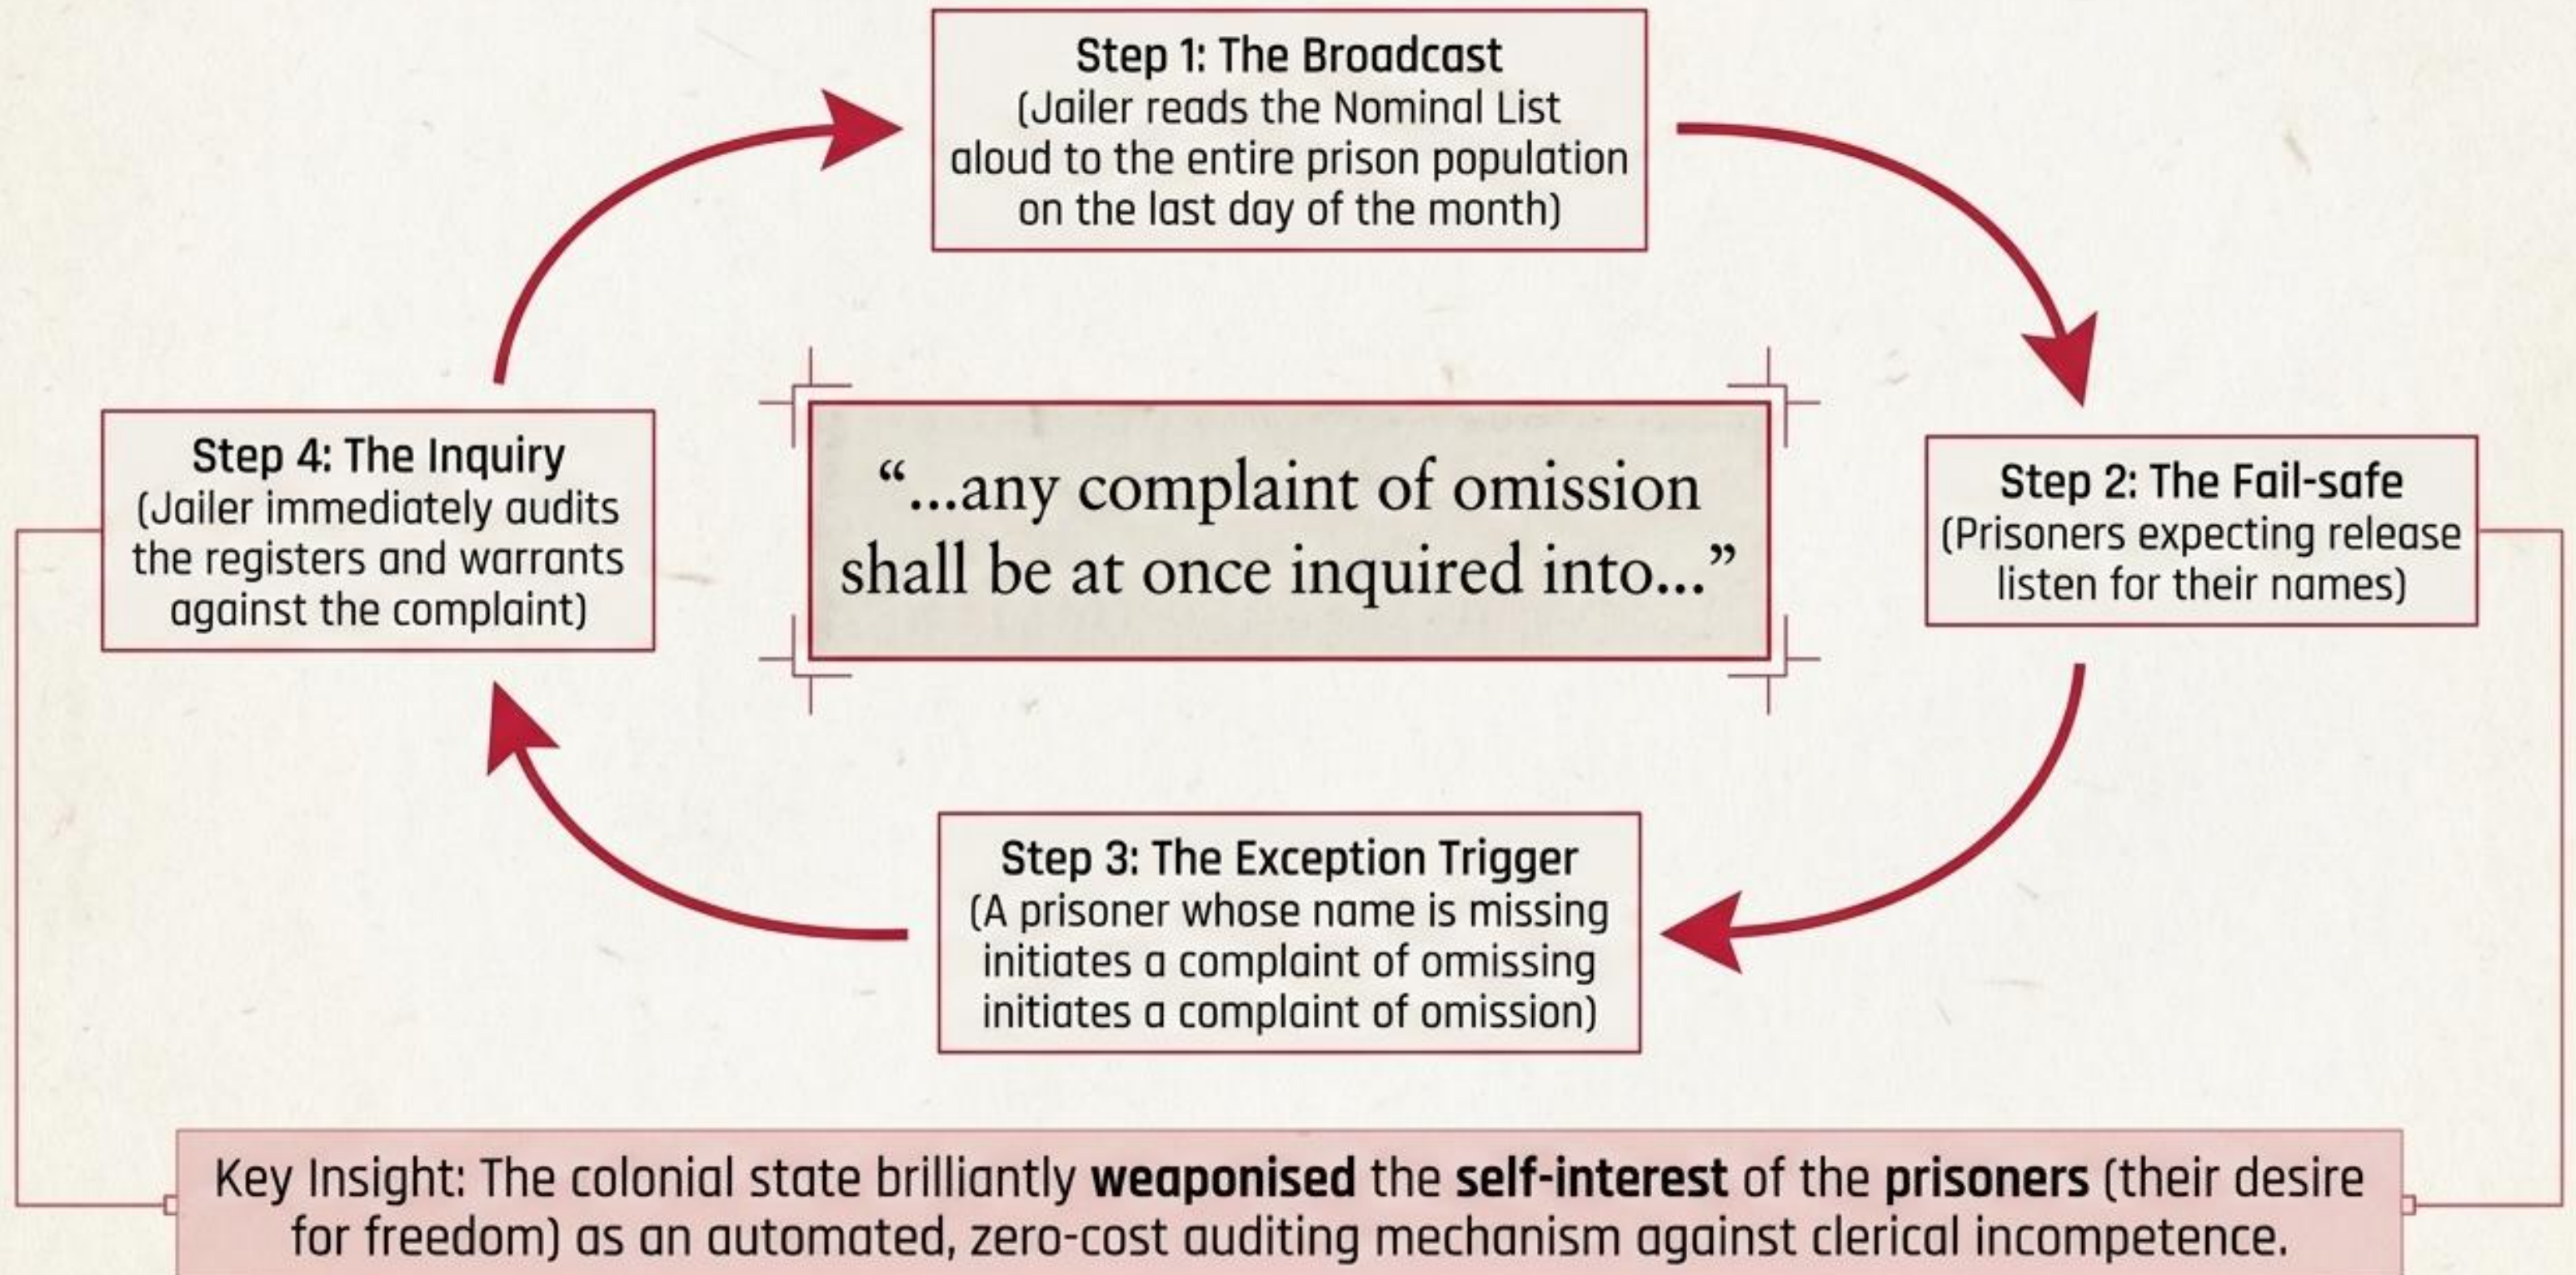 Step 1: The Broadcast
(Jailer reads the Nominal List
aloud to the entire prison population
on the last day of the month)
Step 2: The Fail-safe
(Prisoners expecting release
listen for their names)
Step 3: The Exception Trigger
(A prisoner whose name is missing
initiates a complaint of omissing
initiates a complaint of omission)
Step 4: The Inquiry
(Jailer immediately audits
the registers and warrants
against the complaint)
“...any complaint of omission
shall be at once inquired into...”
Key Insight: The colonial state brilliantly weaponised the self-interest of the prisoners (their desire
for freedom) as an automated, zero-cost auditing mechanism against clerical incompetence.